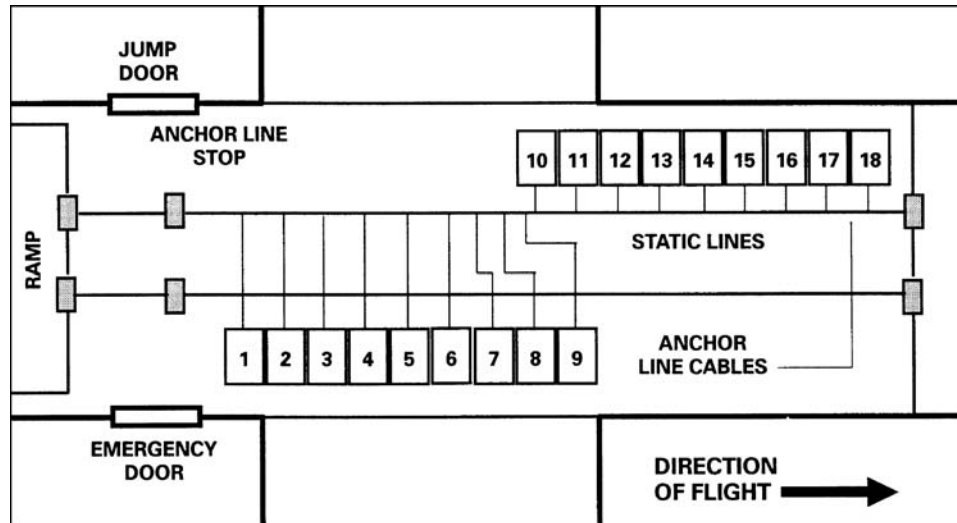 JUMP
DOOR
ANCHOR LINE
STOP
10 11 12 13 14 15 16 17 18
STATIC LINES
RAMP
1 2 3 4 5 6 7 8 9
ANCHOR
LINE CABLES
EMERGENCY
DOOR
DIRECTION
OF FLIGHT